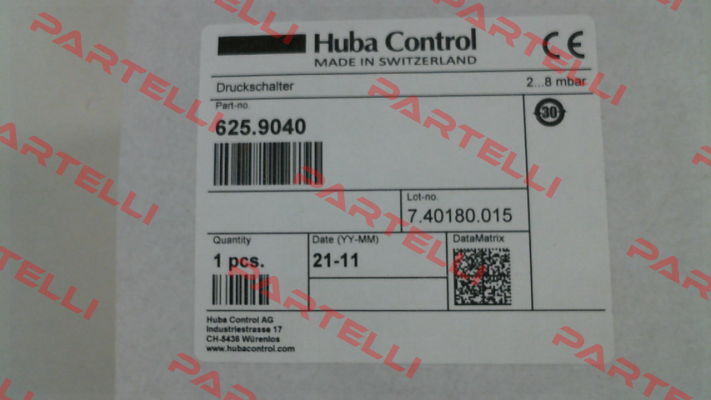 Huba Control
MADE IN SWITZERLAND
CE
Druckschalter
2...8 mbar
Part-no.
625.9040
30
Lot-no.
7.40180.015
Quantity
1 pcs.
Date (YY-MM)
21-11
DataMatrix
Huba Control AG
Industriestrasse 17
CH-5436 Würenlos
www.hubacontrol.com
PARTELLI
PARTELLI
PARTELLI
PARTELLI
PARTELLI
PARTELLI
PARTELLI